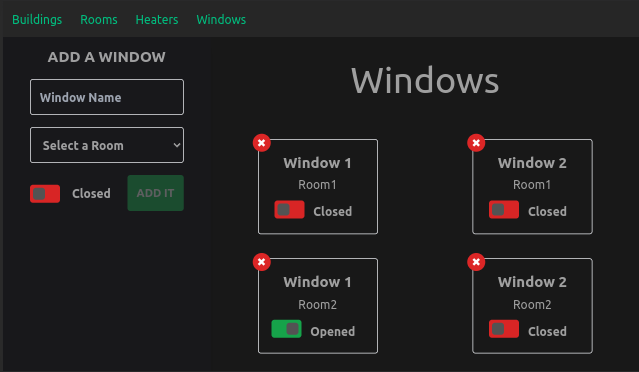 Buildings Rooms Heaters Windows
ADD A WINDOW
Window Name
Select a Room
Closed ADD IT
Windows
Window 1
Room1
Closed
Window 2
Room1
Closed
Window 1
Room2
Opened
Window 2
Room2
Closed